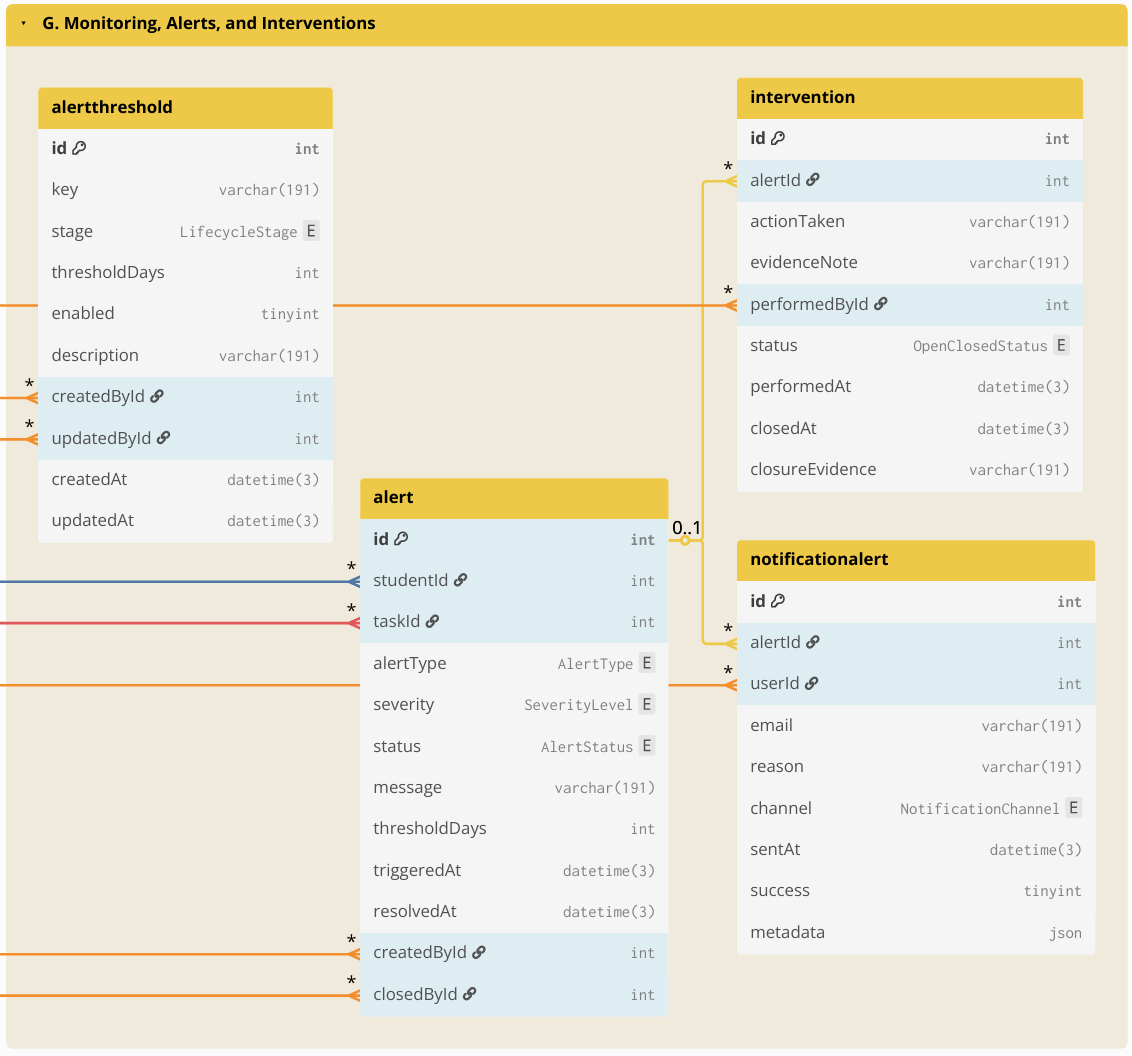 G. Monitoring, Alerts, and Interventions
alertthreshold
id int
key varchar(191)
stage LifecycleStage E
thresholdDays int
enabled tinyint
description varchar(191)
* createdById int
* updatedById int
createdAt datetime(3)
updatedAt datetime(3)
alert
id int 0..1
* studentId int
* taskId int
alertType AlertType E
severity SeverityLevel E
status AlertStatus E
message varchar(191)
thresholdDays int
triggeredAt datetime(3)
resolvedAt datetime(3)
* createdById int
* closedById int
intervention
id int
* alertId int
actionTaken varchar(191)
evidenceNote varchar(191)
* performedById int
status OpenClosedStatus E
performedAt datetime(3)
closedAt datetime(3)
closureEvidence varchar(191)
notificationalert
id int
* alertId int
* userId int
email varchar(191)
reason varchar(191)
channel NotificationChannel E
sentAt datetime(3)
success tinyint
metadata json